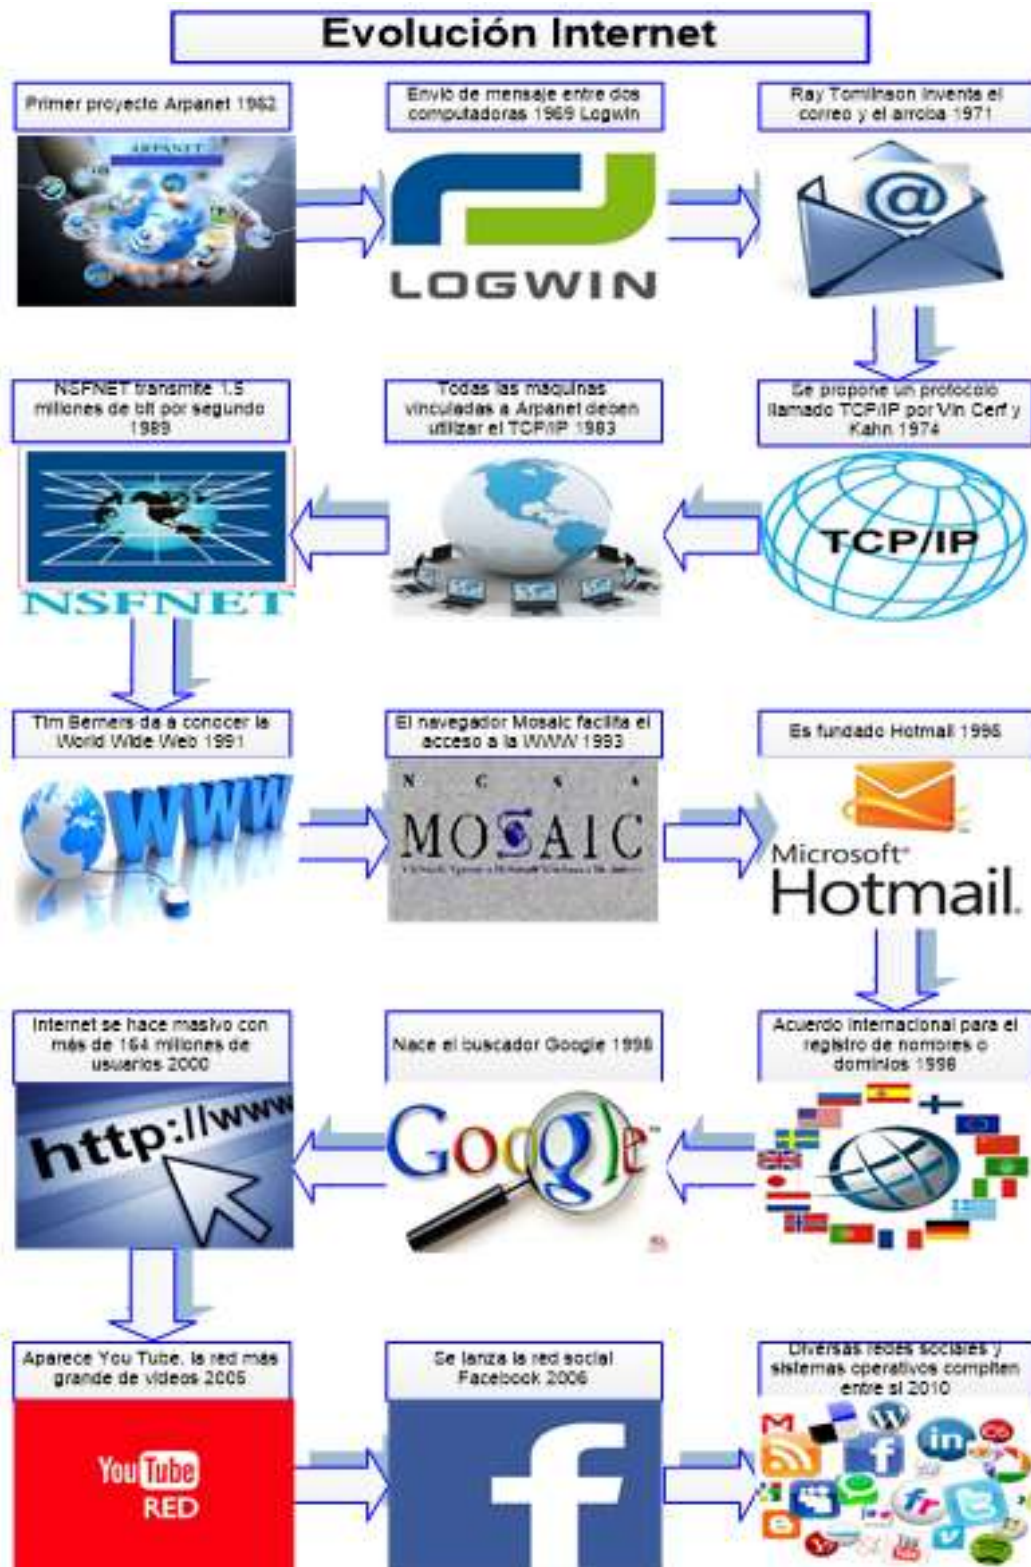 Evolución Internet
Primer proyecto Arpanet 1962
Envió de mensaje entre dos
computadoras 1969 Logwin
Ray Tomlinson inventa el
correo y el arroba 1971
ARPANET
LOGWIN
@
Se propone un protocolo
llamado TCP/IP por Vin Cerf y
Kahn 1974
TCP/IP
Todas las máquinas
vinculadas a Arpanet deben
utilizar el TCP/IP 1983
NSFNET transmite 1.5
millones de bit por segundo
1989
NSFNET
Tim Berners da a conocer la
World Wide Web 1991
WWW
El navegador Mosaic facilita el
acceso a la WWW 1993
N C S A
MOSAIC
Es fundado Hotmail 1996
Microsoft®
Hotmail.
Acuerdo internacional para el
registro de nombres o
dominios 1998
Nace el buscador Google 1998
Google
Internet se hace masivo con
más de 164 millones de
usuarios 2000
http://www
Aparece You Tube, la red más
grande de videos 2005
You Tube
RED
Se lanza la red social
Facebook 2006
f
Diversas redes sociales y
sistemas operativos compiten
entre si 2010
in
f
fr
t